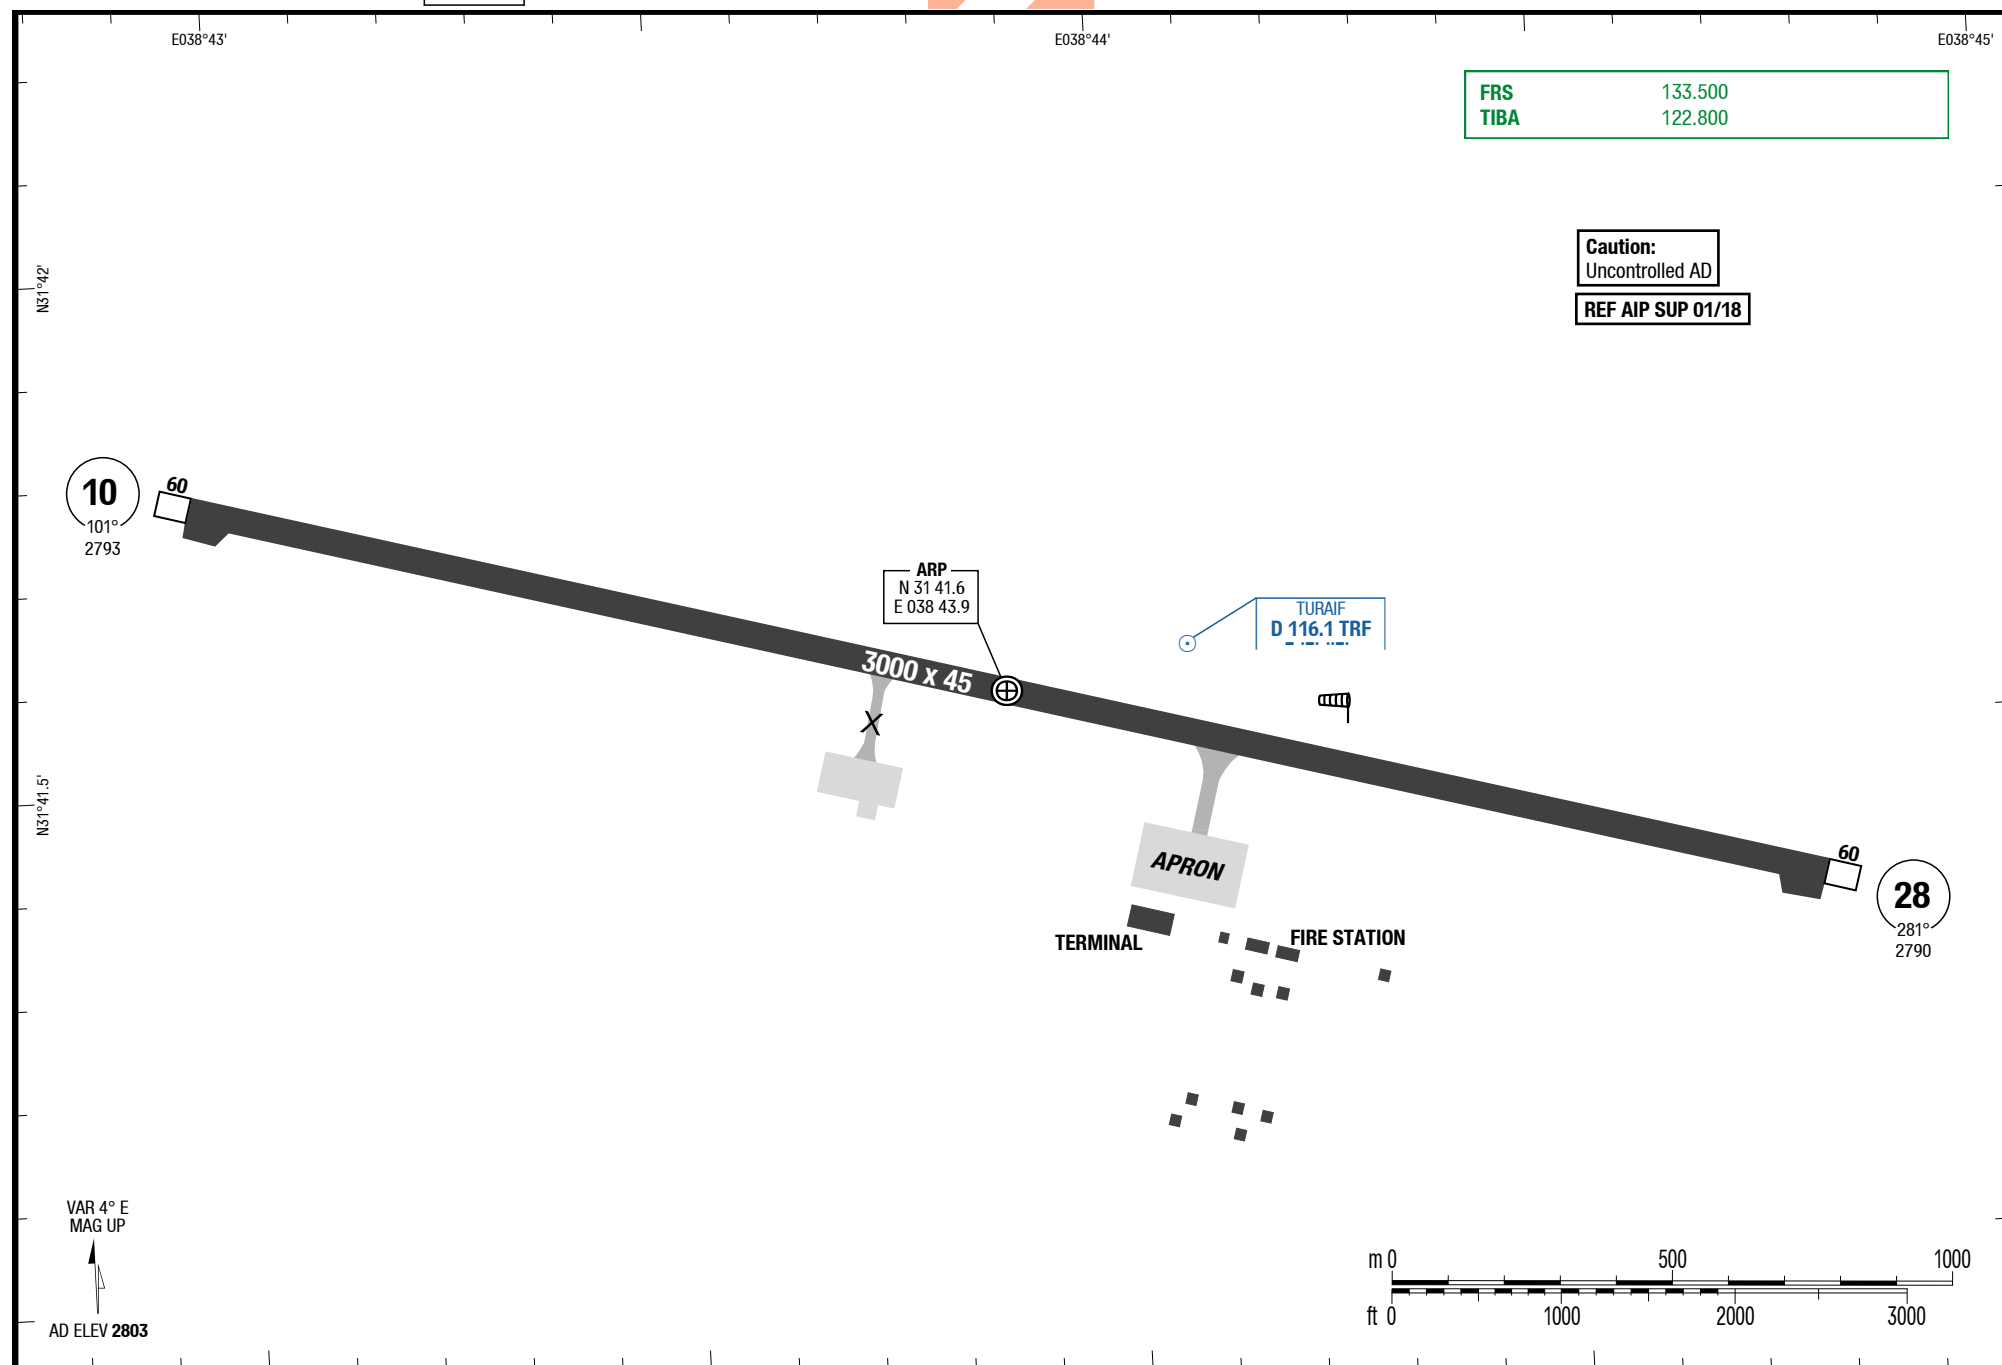 E038°43'
E038°44'
E038°45'
FRS 133.500
TIBA 122.800
N31°42'
Caution:
Uncontrolled AD
REF AIP SUP 01/18
10
101°
2793
60
ARP
N 31 41.6
E 038 43.9
TURAIF
D 116.1 TRF
3000 x 45
N31°41.5'
APRON
60
28
281°
2790
TERMINAL
FIRE STATION
X
VAR 4° E
MAG UP
AD ELEV 2803
m 0 500 1000
ft 0 1000 2000 3000